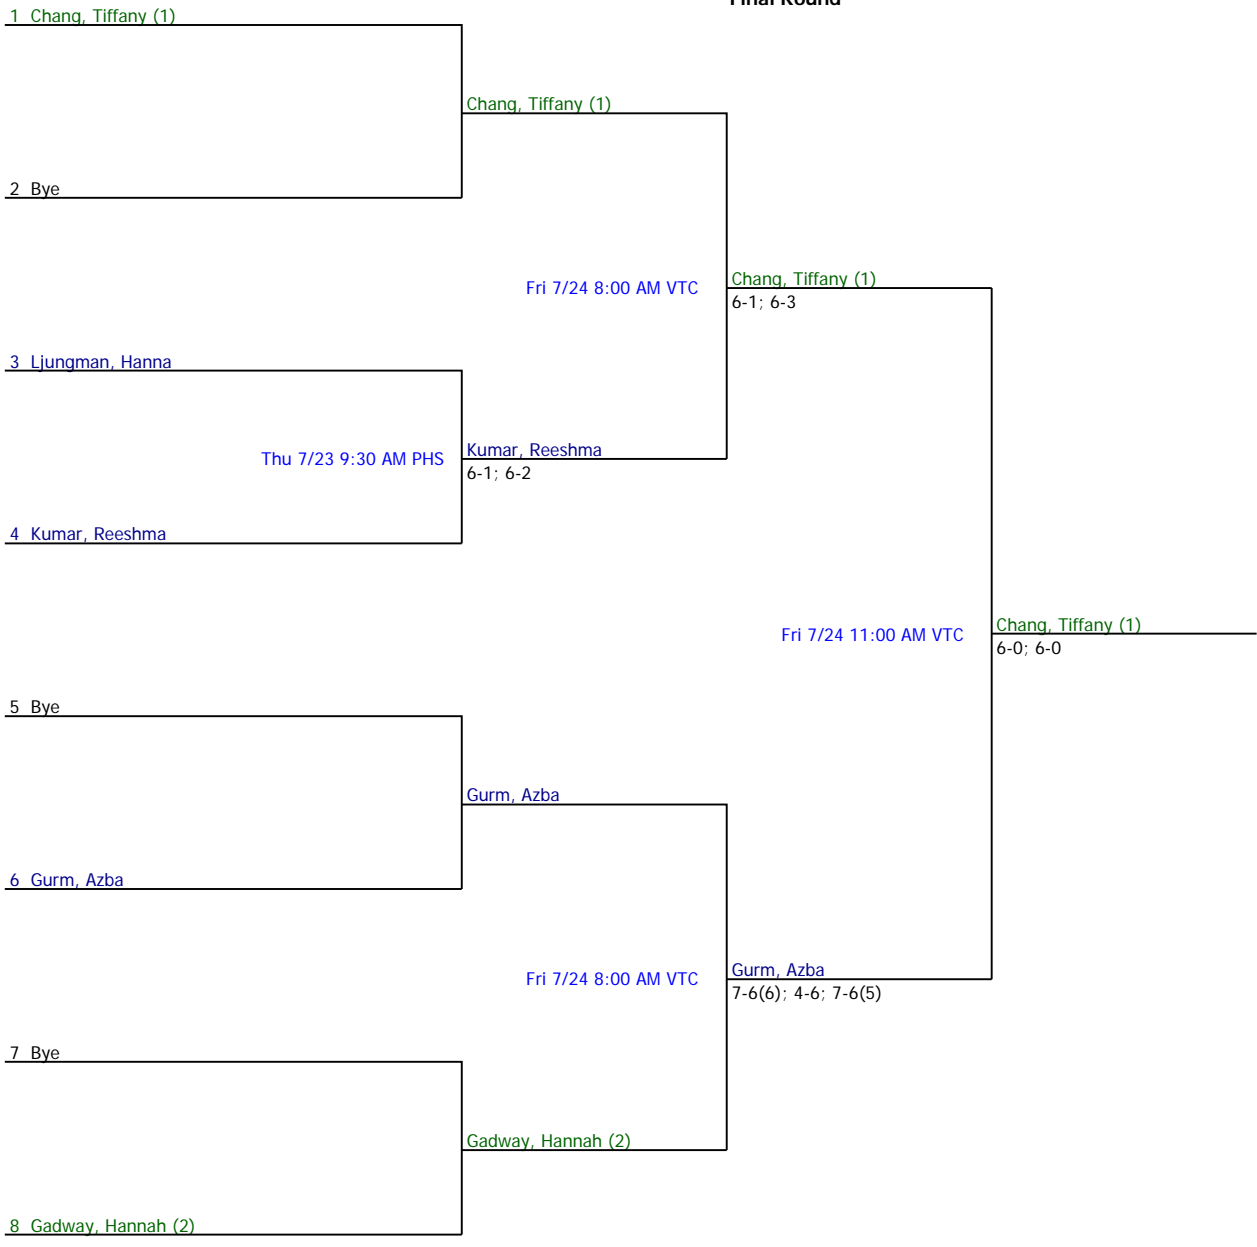 Final Round
1 Chang, Tiffany (1)
Chang, Tiffany (1)
2 Bye
Fri 7/24 8:00 AM VTC
Chang, Tiffany (1)
6-1; 6-3
3 Ljungman, Hanna
Thu 7/23 9:30 AM PHS
Kumar, Reeshma
6-1; 6-2
4 Kumar, Reeshma
Fri 7/24 11:00 AM VTC
Chang, Tiffany (1)
6-0; 6-0
5 Bye
Gurm, Azba
6 Gurm, Azba
Fri 7/24 8:00 AM VTC
Gurm, Azba
7-6(6); 4-6; 7-6(5)
7 Bye
Gadway, Hannah (2)
8 Gadway, Hannah (2)